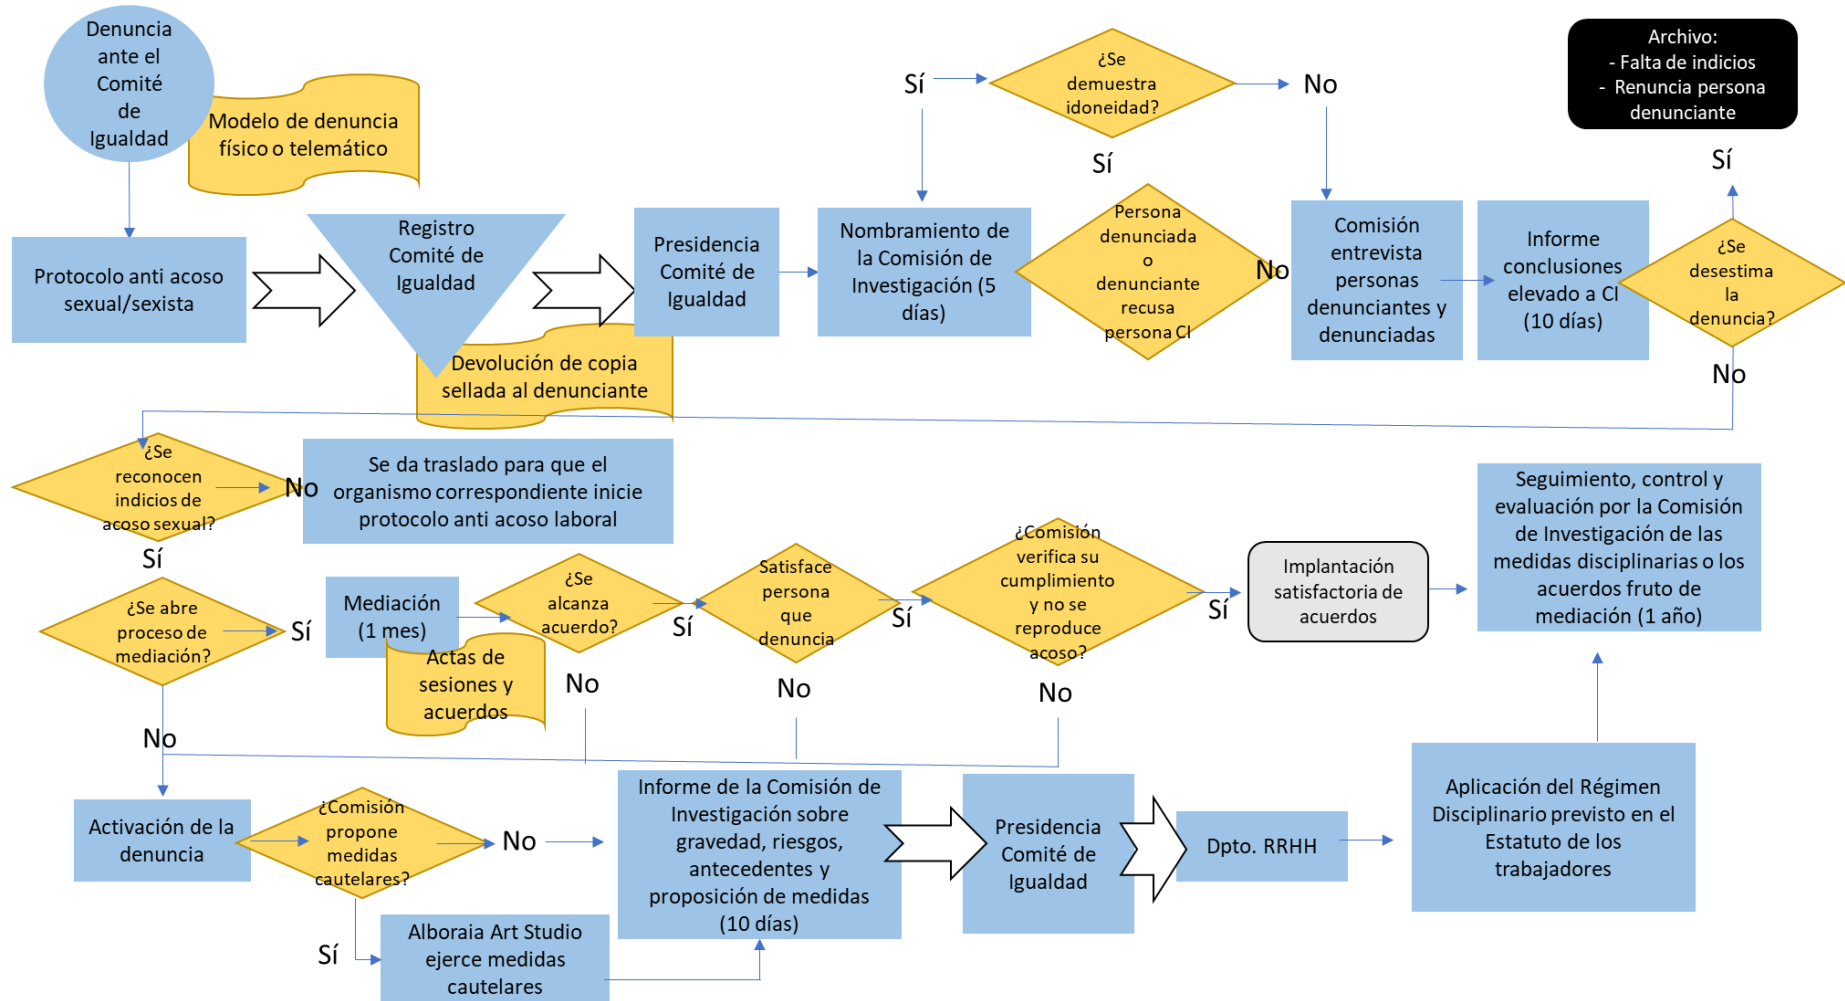 Denuncia
ante el
Comité
de
Igualdad
Modelo de denuncia
físico o telemático
Protocolo anti acoso
sexual/sexista
Registro
Comité de
Igualdad
Devolución de copia
sellada al denunciante
Presidencia
Comité de
Igualdad
Nombramiento de
la Comisión de
Investigación (5
días)
Sí
¿Se
demuestra
idoneidad?
No
Sí
Persona
denunciada
o
denunciante
recusa
persona CI
No
Comisión
entrevista
personas
denunciantes y
denunciadas
Informe
conclusiones
elevado a CI
(10 días)
¿Se
desestima
la
denuncia?
Sí
Archivo:
- Falta de indicios
- Renuncia persona
denunciante
No
¿Se
reconocen
indicios de
acoso sexual?
No
Se da traslado para que el
organismo correspondiente inicie
protocolo anti acoso laboral
Sí
¿Se abre
proceso de
mediación?
Sí
Mediación
(1 mes)
Actas de
sesiones y
acuerdos
¿Se
alcanza
acuerdo?
Sí
No
Satisface
persona
que
denuncia
Sí
No
¿Comisión
verifica su
cumplimiento
y no se
reproduce
acoso?
Sí
No
Implantación
satisfactoria de
acuerdos
Seguimiento, control y
evaluación por la Comisión
de Investigación de las
medidas disciplinarias o los
acuerdos fruto de
mediación (1 año)
No
Activación de la
denuncia
¿Comisión
propone
medidas
cautelares?
No
Sí
Alboraia Art Studio
ejerce medidas
cautelares
Informe de la Comisión de
Investigación sobre
gravedad, riesgos,
antecedentes y
proposición de medidas
(10 días)
Presidencia
Comité de
Igualdad
Dpto. RRHH
Aplicación del Régimen
Disciplinario previsto en el
Estatuto de los
trabajadores